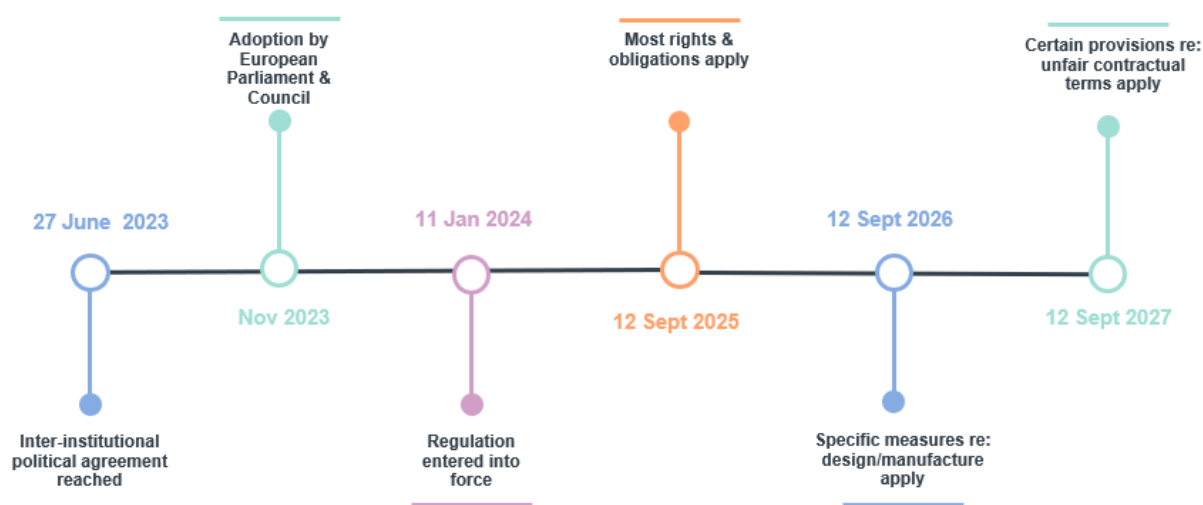 Adoption by
European
Parliament &
Council
Most rights &
obligations apply
Certain provisions re:
unfair contractual
terms apply
27 June  2023
11 Jan 2024
12 Sept 2026
Nov 2023
12 Sept 2025
12 Sept 2027
Inter-institutional
political agreement
reached
Regulation
entered into
force
Specific measures re:
design/manufacture
apply